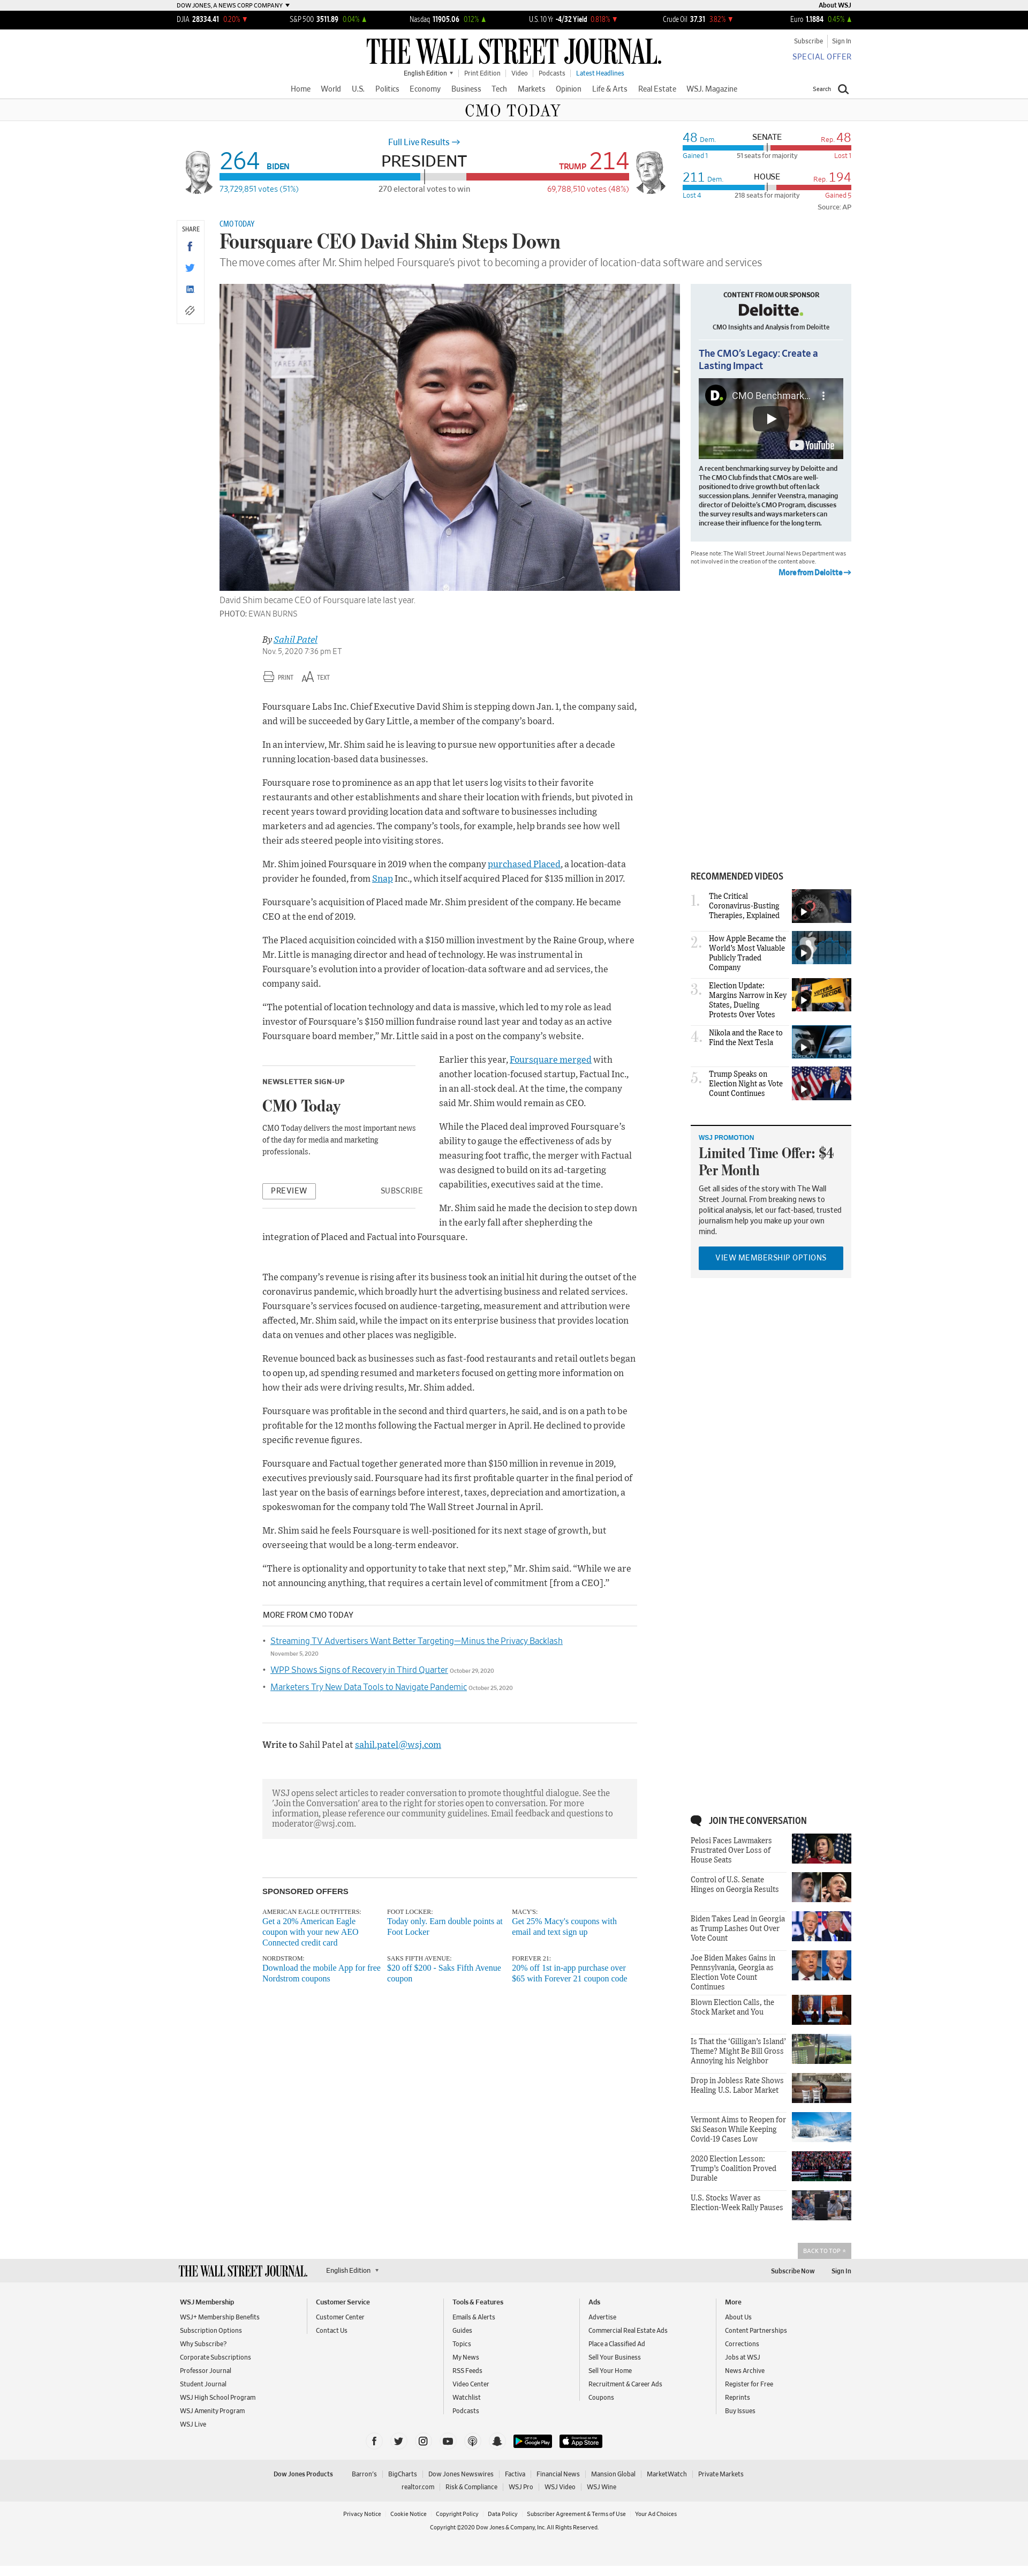 DOW JONES, A NEWS CORP COMPANY ▼
About WSJ
DJIA 28334.41 0.20% ▼
S&P 500 3511.89 0.04% ▲
Nasdaq 11905.06 0.12% ▲
U.S. 10 Yr -4/32 Yield 0.818% ▼
Crude Oil 37.31 3.82% ▼
Euro 1.1884 0.45% ▲
THE WALL STREET JOURNAL.
Subscribe
Sign In
SPECIAL OFFER
English Edition ▼
Print Edition
Video
Podcasts
Latest Headlines
Home World U.S. Politics Economy Business Tech Markets Opinion Life & Arts Real Estate WSJ. Magazine
Search
CMO TODAY
Full Live Results →
264 BIDEN
PRESIDENT
TRUMP 214
73,729,851 votes (51%)
270 electoral votes to win
69,788,510 votes (48%)
48 Dem.
SENATE
Rep. 48
Gained 1
51 seats for majority
Lost 1
211 Dem.
HOUSE
Rep. 194
Lost 4
218 seats for majority
Gained 5
Source: AP
SHARE
CMO TODAY
Foursquare CEO David Shim Steps Down
The move comes after Mr. Shim helped Foursquare’s pivot to becoming a provider of location-data software and services
David Shim became CEO of Foursquare late last year.
PHOTO: EWAN BURNS
By Sahil Patel
Nov. 5, 2020 7:36 pm ET
PRINT
TEXT
Foursquare Labs Inc. Chief Executive David Shim is stepping down Jan. 1, the company said,
and will be succeeded by Gary Little, a member of the company’s board.
In an interview, Mr. Shim said he is leaving to pursue new opportunities after a decade
running location-based data businesses.
Foursquare rose to prominence as an app that let users log visits to their favorite
restaurants and other establishments and share their location with friends, but pivoted in
recent years toward providing location data and software to businesses including
marketers and ad agencies. The company’s tools, for example, help brands see how well
their ads steered people into visiting stores.
Mr. Shim joined Foursquare in 2019 when the company purchased Placed, a location-data
provider he founded, from Snap Inc., which itself acquired Placed for $135 million in 2017.
Foursquare’s acquisition of Placed made Mr. Shim president of the company. He became
CEO at the end of 2019.
The Placed acquisition coincided with a $150 million investment by the Raine Group, where
Mr. Little is managing director and head of technology. He was instrumental in
Foursquare’s evolution into a provider of location-data software and ad services, the
company said.
“The potential of location technology and data is massive, which led to my role as lead
investor of Foursquare’s $150 million fundraise round last year and today as an active
Foursquare board member,” Mr. Little said in a post on the company’s website.
NEWSLETTER SIGN-UP
CMO Today
CMO Today delivers the most important news
of the day for media and marketing
professionals.
PREVIEW
SUBSCRIBE
Earlier this year, Foursquare merged with
another location-focused startup, Factual Inc.,
in an all-stock deal. At the time, the company
said Mr. Shim would remain as CEO.
While the Placed deal improved Foursquare’s
ability to gauge the effectiveness of ads by
measuring foot traffic, the merger with Factual
was designed to build on its ad-targeting
capabilities, executives said at the time.
Mr. Shim said he made the decision to step down
in the early fall after shepherding the
integration of Placed and Factual into Foursquare.
The company’s revenue is rising after its business took an initial hit during the outset of the
coronavirus pandemic, which broadly hurt the advertising business and related services.
Foursquare’s services focused on audience-targeting, measurement and attribution were
affected, Mr. Shim said, while the impact on its enterprise business that provides location
data on venues and places was negligible.
Revenue bounced back as businesses such as fast-food restaurants and retail outlets began
to open up, ad spending resumed and marketers focused on getting more information on
how their ads were driving results, Mr. Shim added.
Foursquare was profitable in the second and third quarter, he said, and is on a path to be
profitable for the 12 months following the Factual merger in April. He declined to provide
specific revenue figures.
Foursquare and Factual together generated more than $150 million in revenue in 2019,
executives previously said. Foursquare had its first profitable quarter in the final period of
last year on the basis of earnings before interest, taxes, depreciation and amortization, a
spokeswoman for the company told The Wall Street Journal in April.
Mr. Shim said he feels Foursquare is well-positioned for its next stage of growth, but
overseeing that would be a long-term endeavor.
“There is optionality and opportunity to take that next step,” Mr. Shim said. “While we are
not announcing anything, that requires a certain level of commitment [from a CEO].”
MORE FROM CMO TODAY
• Streaming TV Advertisers Want Better Targeting—Minus the Privacy Backlash
November 5, 2020
• WPP Shows Signs of Recovery in Third Quarter October 29, 2020
• Marketers Try New Data Tools to Navigate Pandemic October 25, 2020
Write to Sahil Patel at sahil.patel@wsj.com
WSJ opens select articles to reader conversation to promote thoughtful dialogue. See the
‘Join the Conversation’ area to the right for stories open to conversation. For more
information, please reference our community guidelines. Email feedback and questions to
moderator@wsj.com.
SPONSORED OFFERS
AMERICAN EAGLE OUTFITTERS:
Get a 20% American Eagle
coupon with your new AEO
Connected credit card
FOOT LOCKER:
Today only. Earn double points at
Foot Locker
MACY'S:
Get 25% Macy's coupons with
email and text sign up
NORDSTROM:
Download the mobile App for free
Nordstrom coupons
SAKS FIFTH AVENUE:
$20 off $200 - Saks Fifth Avenue
coupon
FOREVER 21:
20% off 1st in-app purchase over
$65 with Forever 21 coupon code
CONTENT FROM OUR SPONSOR
Deloitte.
CMO Insights and Analysis from Deloitte
The CMO’s Legacy: Create a
Lasting Impact
D.
CMO Benchmark...
YouTube
A recent benchmarking survey by Deloitte and
The CMO Club finds that CMOs are well-
positioned to drive growth but often lack
succession plans. Jennifer Veenstra, managing
director of Deloitte’s CMO Program, discusses
the survey results and ways marketers can
increase their influence for the long term.
Please note: The Wall Street Journal News Department was
not involved in the creation of the content above.
More from Deloitte →
RECOMMENDED VIDEOS
1. The Critical
Coronavirus-Busting
Therapies, Explained
2. How Apple Became the
World’s Most Valuable
Publicly Traded
Company
3. Election Update:
Margins Narrow in Key
States, Dueling
Protests Over Votes
4. Nikola and the Race to
Find the Next Tesla
5. Trump Speaks on
Election Night as Vote
Count Continues
WSJ PROMOTION
Limited Time Offer: $4
Per Month
Get all sides of the story with The Wall
Street Journal. From breaking news to
political analysis, let our fact-based, trusted
journalism help you make up your own
mind.
VIEW MEMBERSHIP OPTIONS
JOIN THE CONVERSATION
Pelosi Faces Lawmakers
Frustrated Over Loss of
House Seats
Control of U.S. Senate
Hinges on Georgia Results
Biden Takes Lead in Georgia
as Trump Lashes Out Over
Vote Count
Joe Biden Makes Gains in
Pennsylvania, Georgia as
Election Vote Count
Continues
Blown Election Calls, the
Stock Market and You
Is That the ‘Gilligan’s Island’
Theme? Might Be Bill Gross
Annoying his Neighbor
Drop in Jobless Rate Shows
Healing U.S. Labor Market
Vermont Aims to Reopen for
Ski Season While Keeping
Covid-19 Cases Low
2020 Election Lesson:
Trump’s Coalition Proved
Durable
U.S. Stocks Waver as
Election-Week Rally Pauses
BACK TO TOP
THE WALL STREET JOURNAL.
English Edition ▼
Subscribe Now
Sign In
WSJ Membership
WSJ+ Membership Benefits
Subscription Options
Why Subscribe?
Corporate Subscriptions
Professor Journal
Student Journal
WSJ High School Program
WSJ Amenity Program
WSJ Live
Customer Service
Customer Center
Contact Us
Tools & Features
Emails & Alerts
Guides
Topics
My News
RSS Feeds
Video Center
Watchlist
Podcasts
Ads
Advertise
Commercial Real Estate Ads
Place a Classified Ad
Sell Your Business
Sell Your Home
Recruitment & Career Ads
Coupons
More
About Us
Content Partnerships
Corrections
Jobs at WSJ
News Archive
Register for Free
Reprints
Buy Issues
Google Play
App Store
Dow Jones Products
Barron's BigCharts Dow Jones Newswires Factiva Financial News Mansion Global MarketWatch Private Markets
realtor.com Risk & Compliance WSJ Pro WSJ Video WSJ Wine
Privacy Notice Cookie Notice Copyright Policy Data Policy Subscriber Agreement & Terms of Use Your Ad Choices
Copyright ©2020 Dow Jones & Company, Inc. All Rights Reserved.